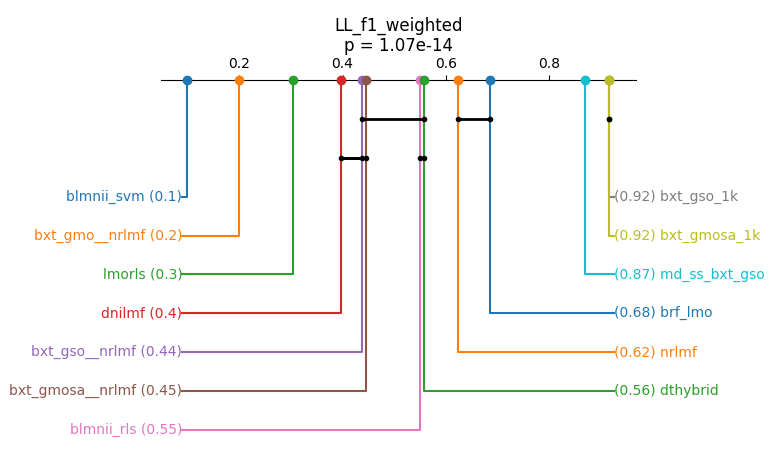 LL_f1_weighted
p = 1.07e-14
0.2 0.4 0.6 0.8
blmnii_svm (0.1)
(0.92) bxt_gso_1k
bxt_gmo__nrlmf (0.2)
(0.92) bxt_gmosa_1k
lmorls (0.3)
(0.87) md_ss_bxt_gso
dnilmf (0.4)
(0.68) brf_lmo
bxt_gso__nrlmf (0.44)
(0.62) nrlmf
bxt_gmosa__nrlmf (0.45)
(0.56) dthybrid
blmnii_rls (0.55)